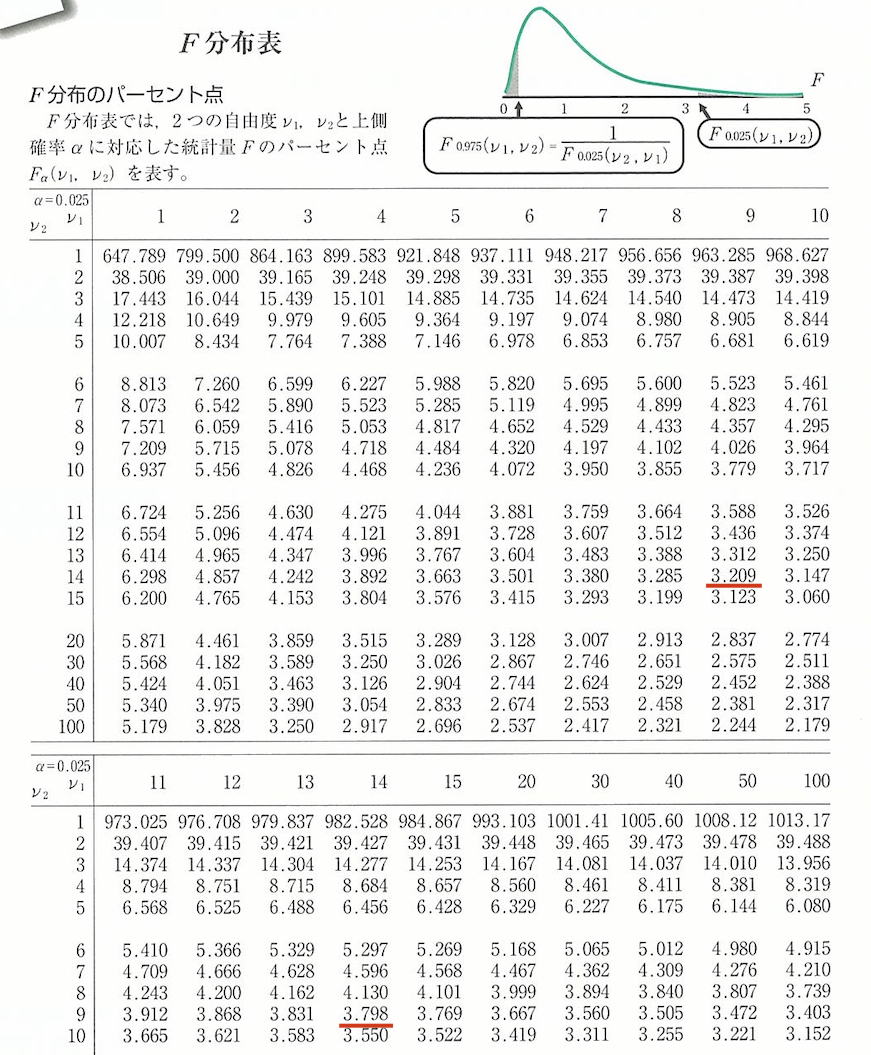 F分布表
F
0 1 2 3 4 5
F 0.975(ν1, ν2) = 1 / F 0.025(ν2, ν1)
F 0.025(ν1, ν2)
F分布のパーセント点
F分布表では，2つの自由度ν1，ν2と上側
確率αに対応した統計量Fのパーセント点
Fα(ν1，ν2)を表す。
α=0.025
ν2 ν1 1 2 3 4 5 6 7 8 9 10
1 647.789 799.500 864.163 899.583 921.848 937.111 948.217 956.656 963.285 968.627
2 38.506 39.000 39.165 39.248 39.298 39.331 39.355 39.373 39.387 39.398
3 17.443 16.044 15.439 15.101 14.885 14.735 14.624 14.540 14.473 14.419
4 12.218 10.649 9.979 9.605 9.364 9.197 9.074 8.980 8.905 8.844
5 10.007 8.434 7.764 7.388 7.146 6.978 6.853 6.757 6.681 6.619
6 8.813 7.260 6.599 6.227 5.988 5.820 5.695 5.600 5.523 5.461
7 8.073 6.542 5.890 5.523 5.285 5.119 4.995 4.899 4.823 4.761
8 7.571 6.059 5.416 5.053 4.817 4.652 4.529 4.433 4.357 4.295
9 7.209 5.715 5.078 4.718 4.484 4.320 4.197 4.102 4.026 3.964
10 6.937 5.456 4.826 4.468 4.236 4.072 3.950 3.855 3.779 3.717
11 6.724 5.256 4.630 4.275 4.044 3.881 3.759 3.664 3.588 3.526
12 6.554 5.096 4.474 4.121 3.891 3.728 3.607 3.512 3.436 3.374
13 6.414 4.965 4.347 3.996 3.767 3.604 3.483 3.388 3.312 3.250
14 6.298 4.857 4.242 3.892 3.663 3.501 3.380 3.285 3.209 3.147
15 6.200 4.765 4.153 3.804 3.576 3.415 3.293 3.199 3.123 3.060
20 5.871 4.461 3.859 3.515 3.289 3.128 3.007 2.913 2.837 2.774
30 5.568 4.182 3.589 3.250 3.026 2.867 2.746 2.651 2.575 2.511
40 5.424 4.051 3.463 3.126 2.904 2.744 2.624 2.529 2.452 2.388
50 5.340 3.975 3.390 3.054 2.833 2.674 2.553 2.458 2.381 2.317
100 5.179 3.828 3.250 2.917 2.696 2.537 2.417 2.321 2.244 2.179
α=0.025
ν2 ν1 11 12 13 14 15 20 30 40 50 100
1 973.025 976.708 979.837 982.528 984.867 993.103 1001.41 1005.60 1008.12 1013.17
2 39.407 39.415 39.421 39.427 39.431 39.448 39.465 39.473 39.478 39.488
3 14.374 14.337 14.304 14.277 14.253 14.167 14.081 14.037 14.010 13.956
4 8.794 8.751 8.715 8.684 8.657 8.560 8.461 8.411 8.381 8.319
5 6.568 6.525 6.488 6.456 6.428 6.329 6.227 6.175 6.144 6.080
6 5.410 5.366 5.329 5.297 5.269 5.168 5.065 5.012 4.980 4.915
7 4.709 4.666 4.628 4.596 4.568 4.467 4.362 4.309 4.276 4.210
8 4.243 4.200 4.162 4.130 4.101 3.999 3.894 3.840 3.807 3.739
9 3.912 3.868 3.831 3.798 3.769 3.667 3.560 3.505 3.472 3.403
10 3.665 3.621 3.583 3.550 3.522 3.419 3.311 3.255 3.221 3.152